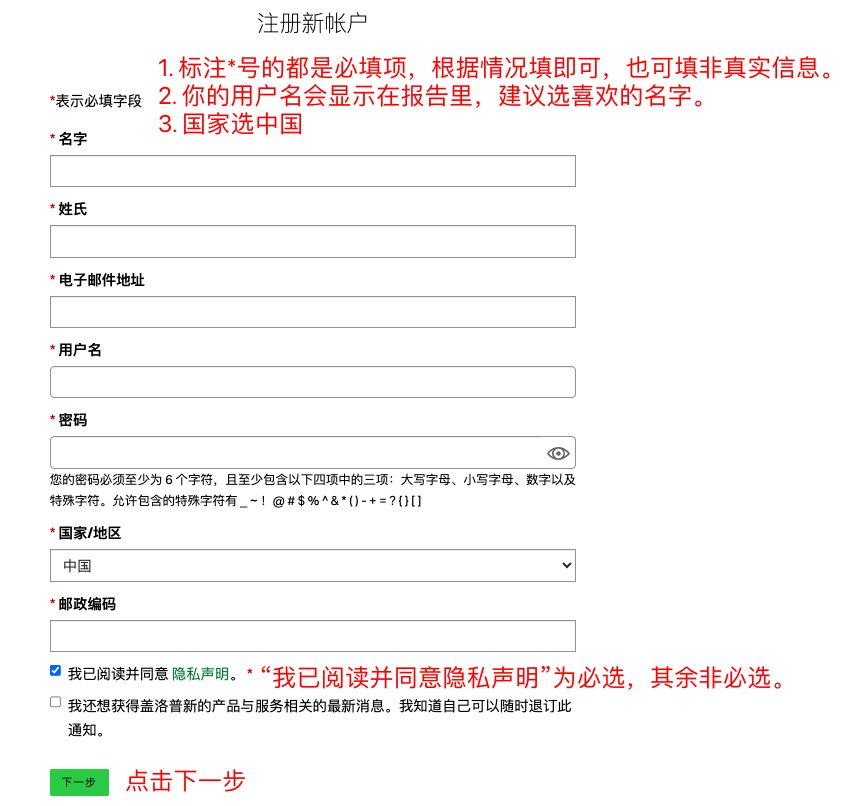 注册新帐户
1. 标注*号的都是必填项，根据情况填即可，也可填非真实信息。
*表示必填字段
2. 你的用户名会显示在报告里，建议选喜欢的名字。
3. 国家选中国
* 名字
* 姓氏
* 电子邮件地址
* 用户名
* 密码
您的密码必须至少为 6 个字符，且至少包含以下四项中的三项：大写字母、小写字母、数字以及
特殊字符。允许包含的特殊字符有 _ ~ ! @ # $ % ^ & * ( ) - + = ? { } [ ]
* 国家/地区
中国
* 邮政编码
我已阅读并同意 隐私声明。 * “我已阅读并同意隐私声明”为必选，其余非必选。
我还想获得盖洛普新的产品与服务相关的最新消息。我知道自己可以随时退订此
通知。
下一步 点击下一步